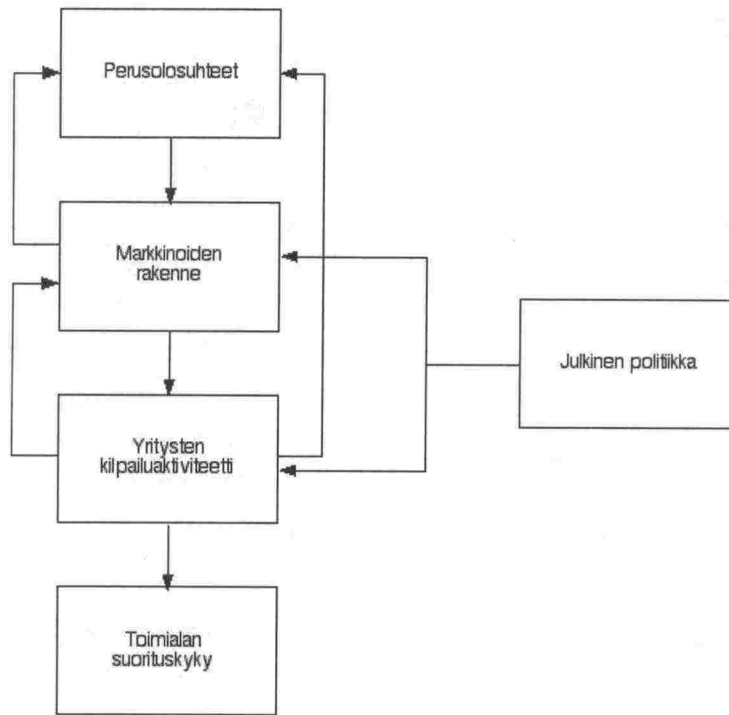 Perusolosuhteet
Markkinoiden
rakenne
Julkinen politiikka
Yritysten
kilpailuaktiviteetti
Toimialan
suorituskyky